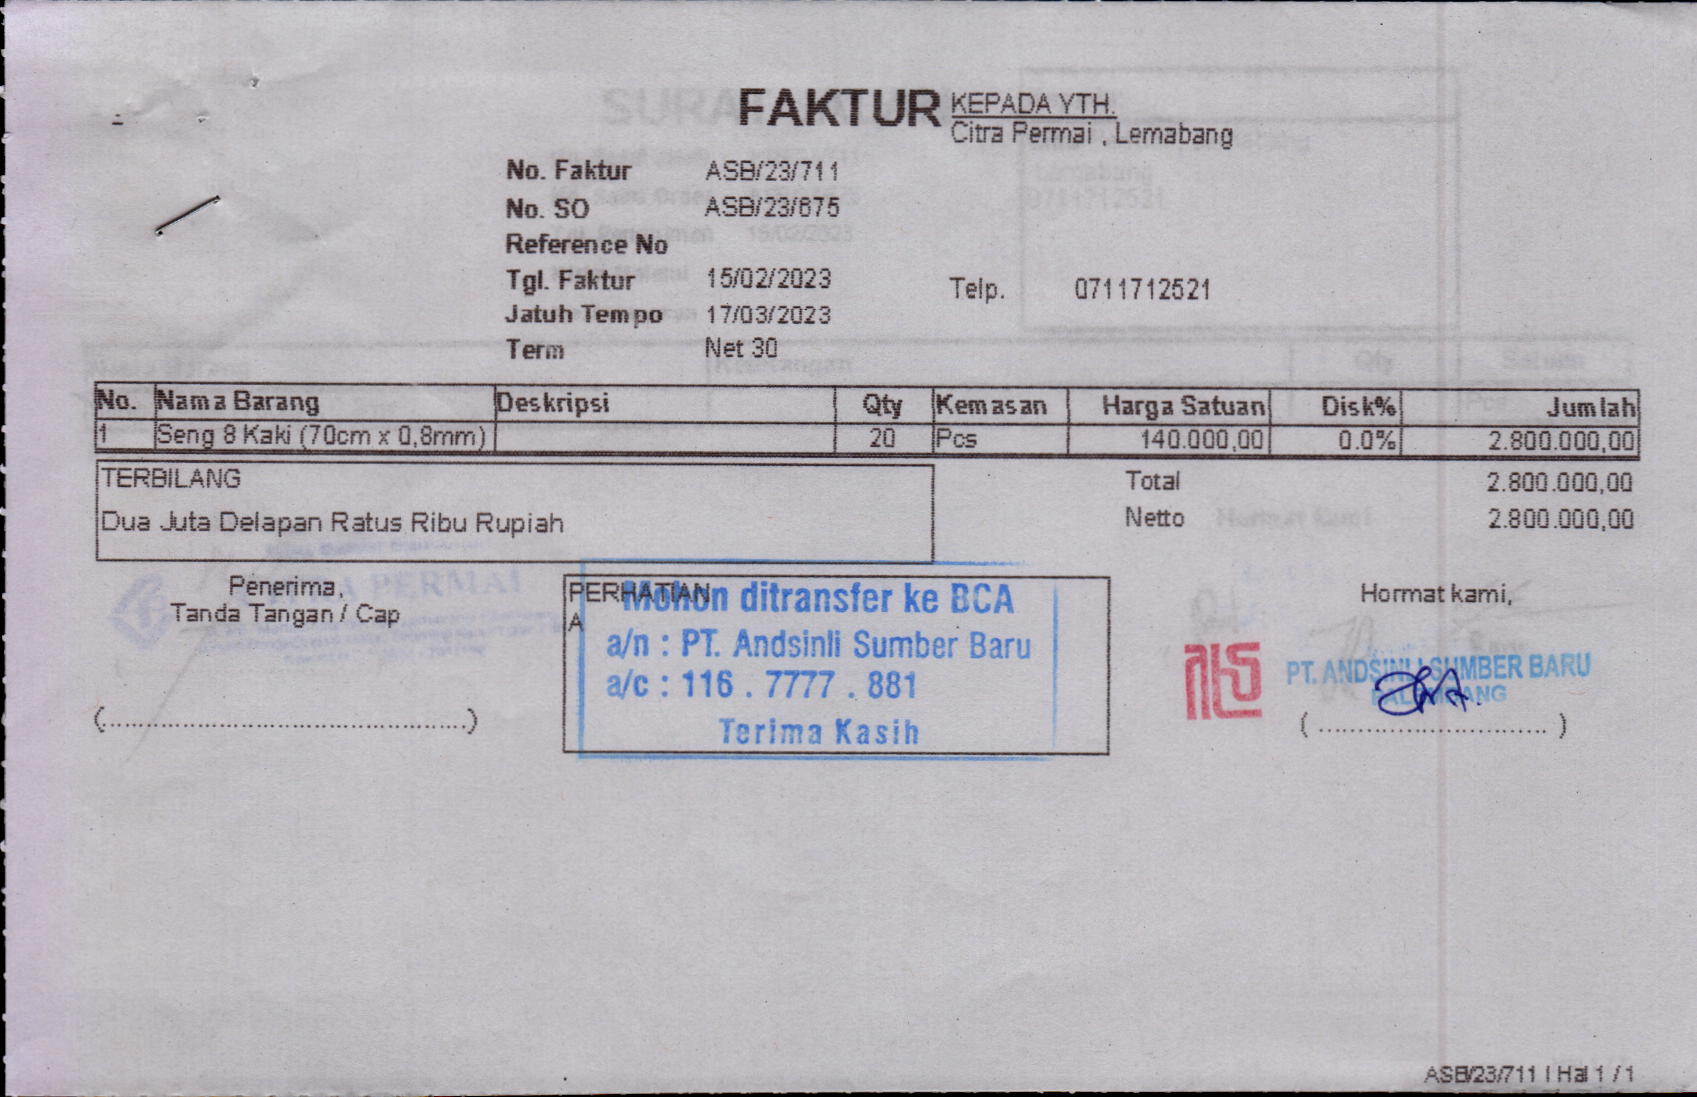 FAKTUR
KEPADA YTH.
Citra Permai , Lemabang
No. Faktur ASB/23/711
No. SO ASB/23/675
Reference No
Tgl. Faktur 15/02/2023
Telp. 0711712521
Jatuh Tempo 17/03/2023
Term Net 30
No. Nama Barang Deskripsi Qty Kemasan Harga Satuan Disk% Jumlah
1 Seng 8 Kaki (70cm x 0,8mm) 20 Pcs 140.000,00 0.0% 2.800.000,00
TERBILANG
Dua Juta Delapan Ratus Ribu Rupiah
Total 2.800.000,00
Netto 2.800.000,00
Penerima,
Tanda Tangan / Cap
(..................................................)
PERHATIAN
A
Mohon ditransfer ke BCA
a/n : PT. Andsinli Sumber Baru
a/c : 116 . 7777 . 881
Terima Kasih
Hormat kami,
PT. ANDSINLI SUMBER BARU
PALEMBANG
( ................................ )
ASB/23/711 | Hal 1 / 1